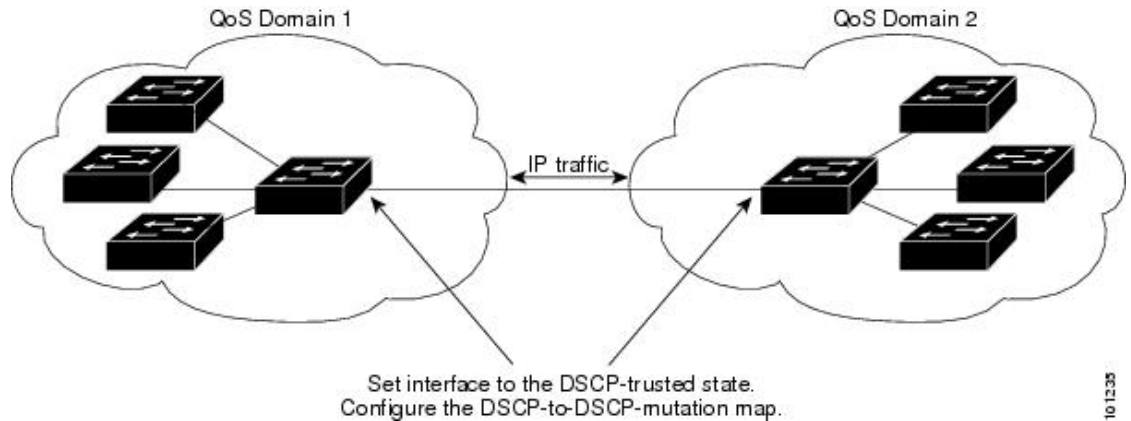 QoS Domain 1
QoS Domain 2
IP traffic
Set interface to the DSCP-trusted state.
Configure the DSCP-to-DSCP-mutation map.
101235